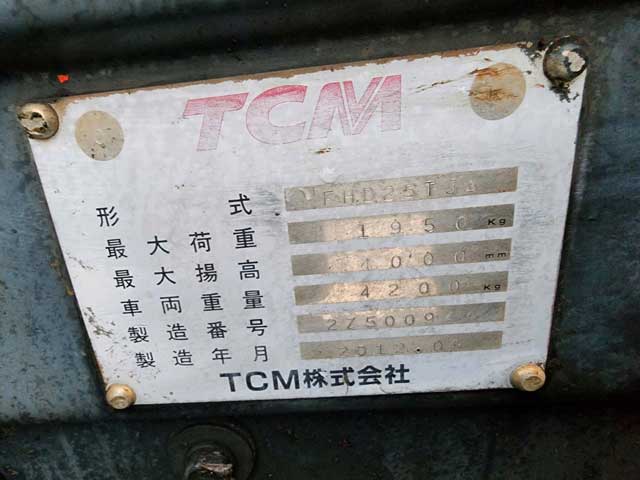 TCM
形式
最大荷重 1950 Kg
最大揚高 4000 mm
車両重量 4200 Kg
製造番号
製造年月
TCM株式会社